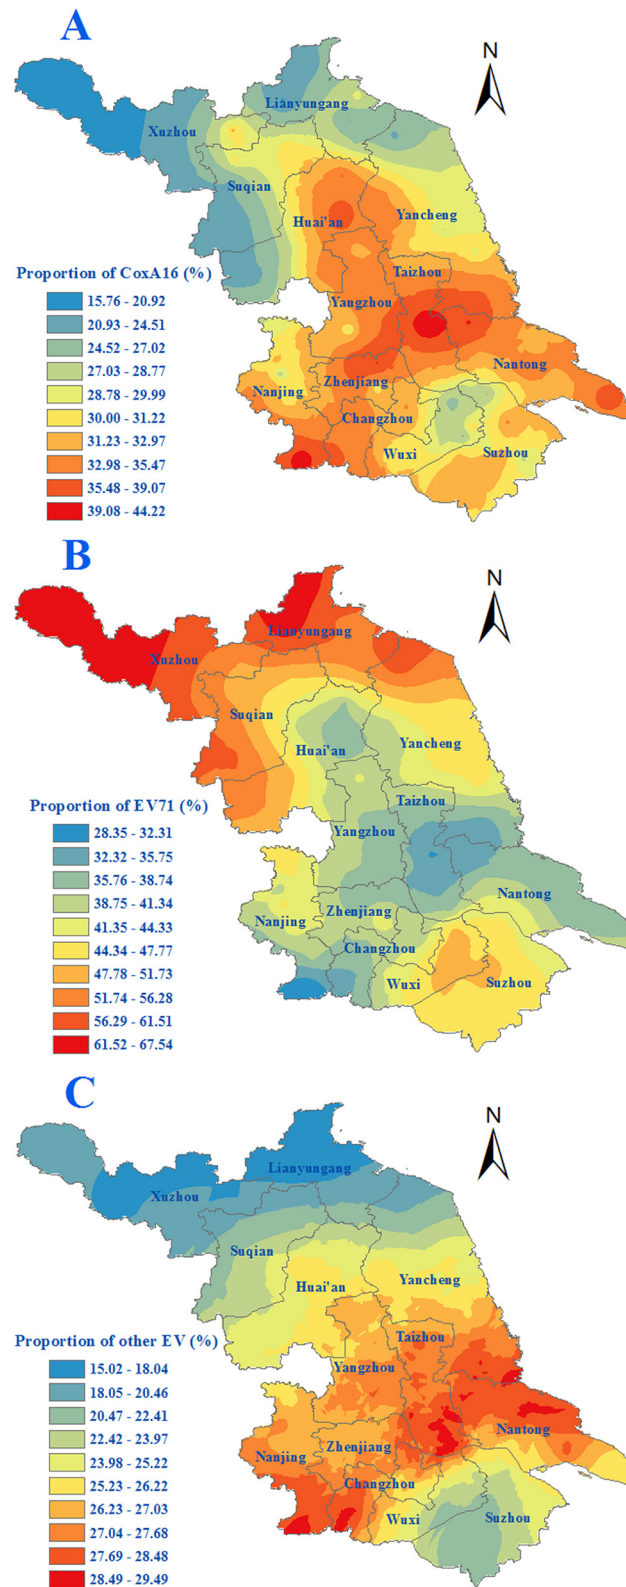 A
N
Lianyungang
Xuzhou
Suqian
Huai'an
Yancheng
Proportion of CoxA16 (%)
Taizhou
15.76 - 20.92
Yangzhou
20.93 - 24.51
24.52 - 27.02
27.03 - 28.77
Nantong
28.78 - 29.99
Nanjing
Zhenjiang
30.00 - 31.22
Changzhou
31.23 - 32.97
32.98 - 35.47
Wuxi
Suzhou
35.48 - 39.07
39.08 - 44.22
B
N
Lianyungang
Xuzhou
Suqian
Huai'an
Yancheng
Proportion of EV71 (%)
Taizhou
28.35 - 32.31
Yangzhou
32.32 - 35.75
35.76 - 38.74
38.75 - 41.34
Nantong
41.35 - 44.33
Nanjing
Zhenjiang
44.34 - 47.77
Changzhou
47.78 - 51.73
51.74 - 56.28
Wuxi
Suzhou
56.29 - 61.51
61.52 - 67.54
C
N
Lianyungang
Xuzhou
Suqian
Huai'an
Yancheng
Proportion of other EV (%)
Taizhou
15.02 - 18.04
Yangzhou
18.05 - 20.46
20.47 - 22.41
22.42 - 23.97
Nantong
23.98 - 25.22
Nanjing
Zhenjiang
25.23 - 26.22
Changzhou
26.23 - 27.03
27.04 - 27.68
Wuxi
Suzhou
27.69 - 28.48
28.49 - 29.49